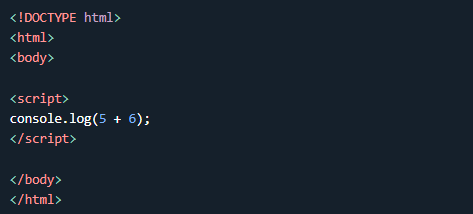 <!DOCTYPE html>
<html>
<body>
<script>
console.log(5 + 6);
</script>
</body>
</html>